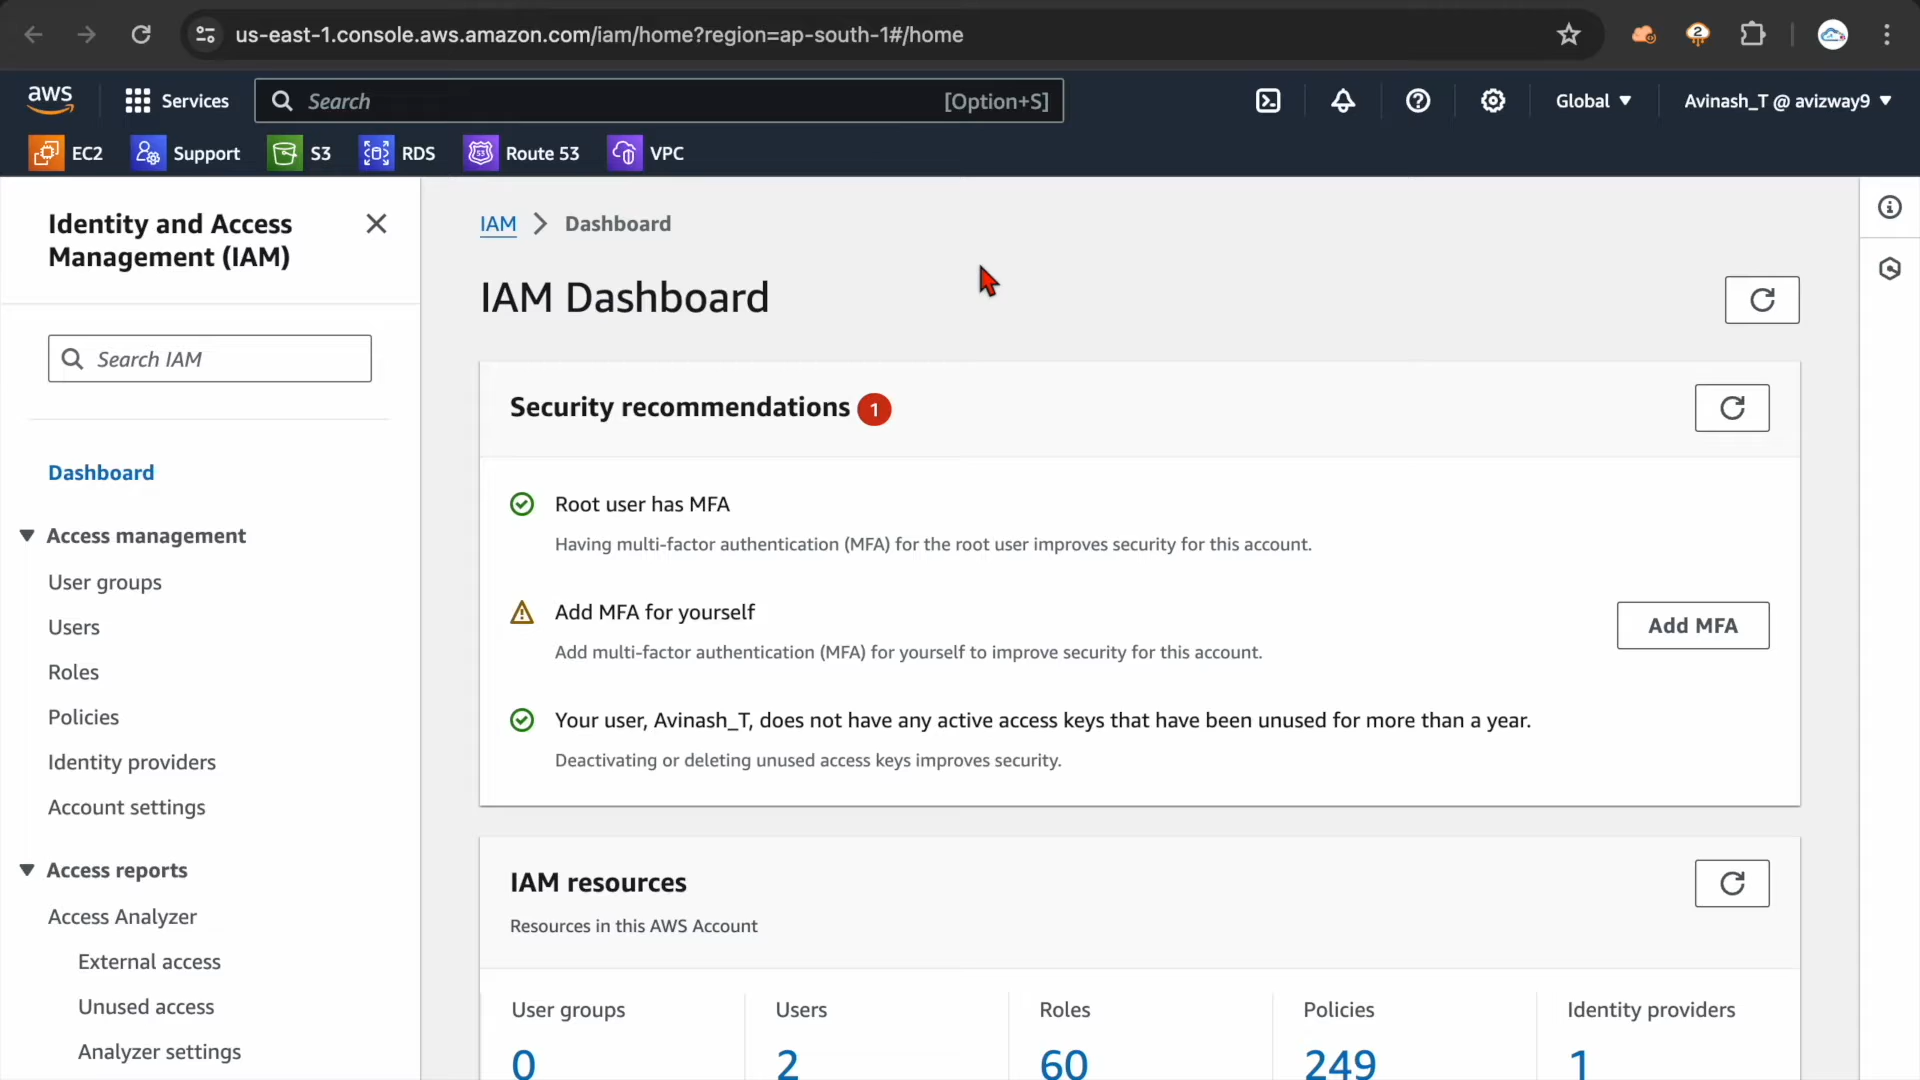 us-east-1.console.aws.amazon.com/iam/home?region=ap-south-1#/home
2
aws
Services
Search
[Option+S]
Global
Avinash_T @ avizway9
EC2
Support
S3
RDS
53
Route 53
VPC
Identity and Access
Management (IAM)
Search IAM
Dashboard
Access management
User groups
Users
Roles
Policies
Identity providers
Account settings
Access reports
Access Analyzer
External access
Unused access
Analyzer settings
IAM
Dashboard
IAM Dashboard
Security recommendations 1
Root user has MFA
Having multi-factor authentication (MFA) for the root user improves security for this account.
Add MFA for yourself
Add multi-factor authentication (MFA) for yourself to improve security for this account.
Add MFA
Your user, Avinash_T, does not have any active access keys that have been unused for more than a year.
Deactivating or deleting unused access keys improves security.
IAM resources
Resources in this AWS Account
User groups
Users
Roles
Policies
Identity providers
0
2
60
249
1